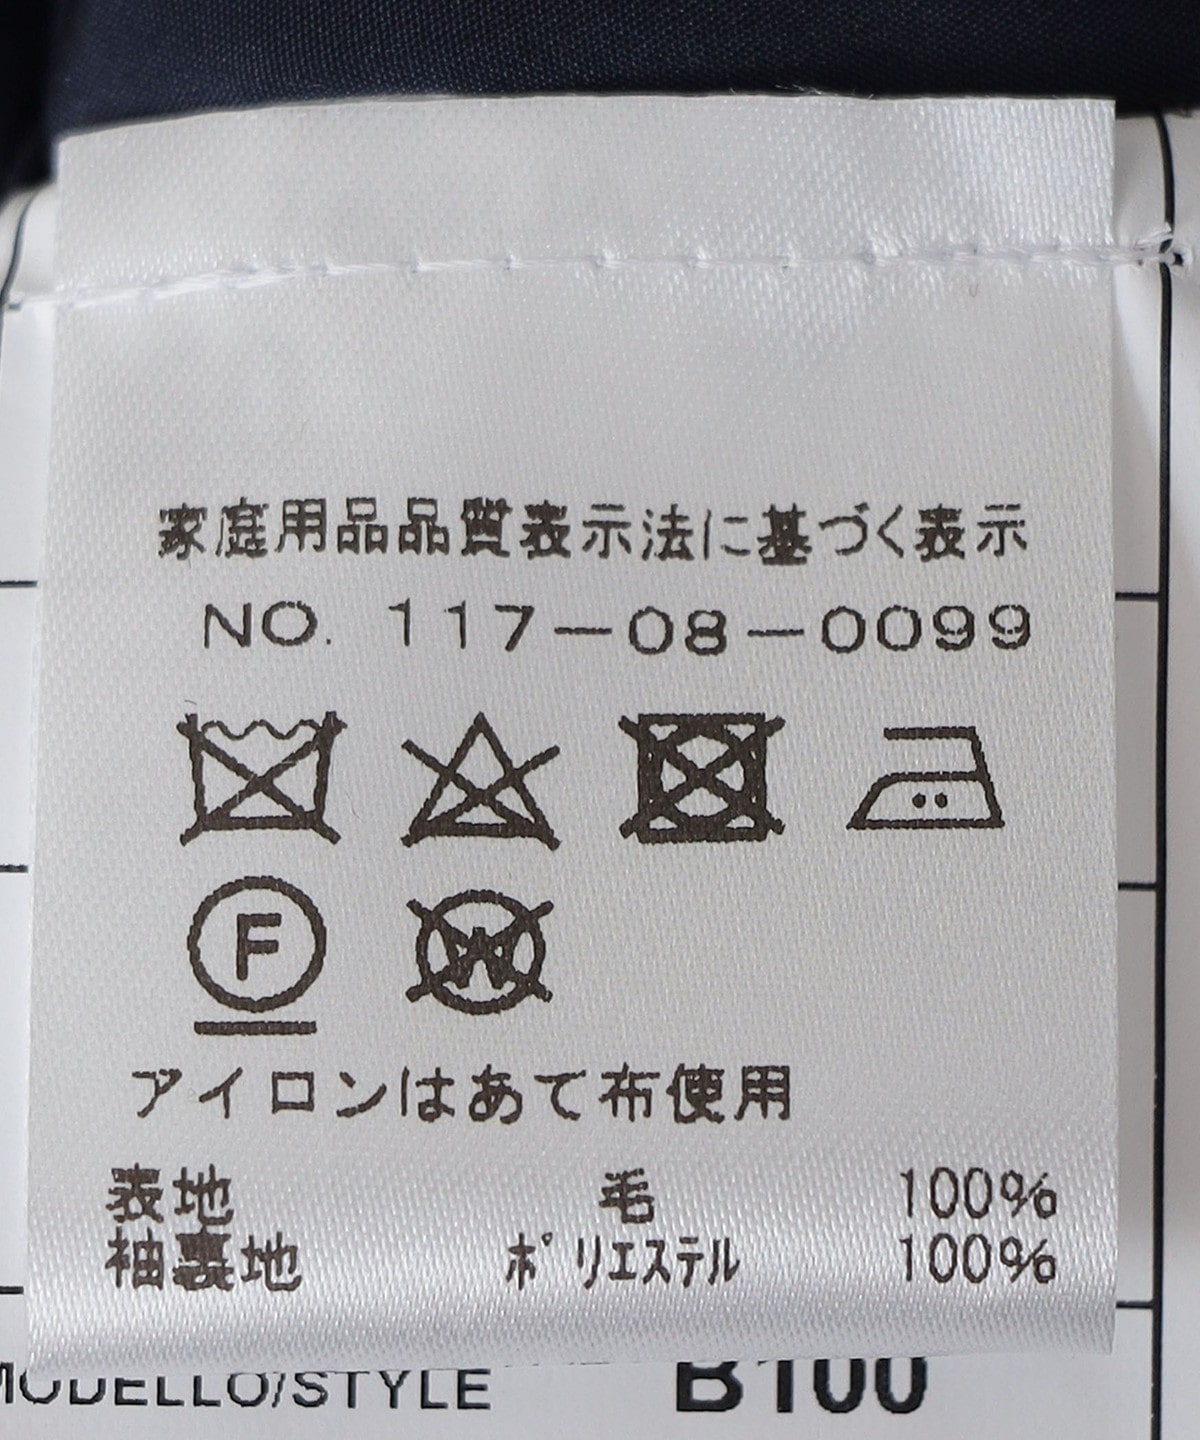 家庭用品品質表示法に基づく表示
NO. 117-08-0099
F
W
アイロンはあて布使用
表地 毛 100%
袖裏地 ポリエステル 100%
MODELLO/STYLE B100